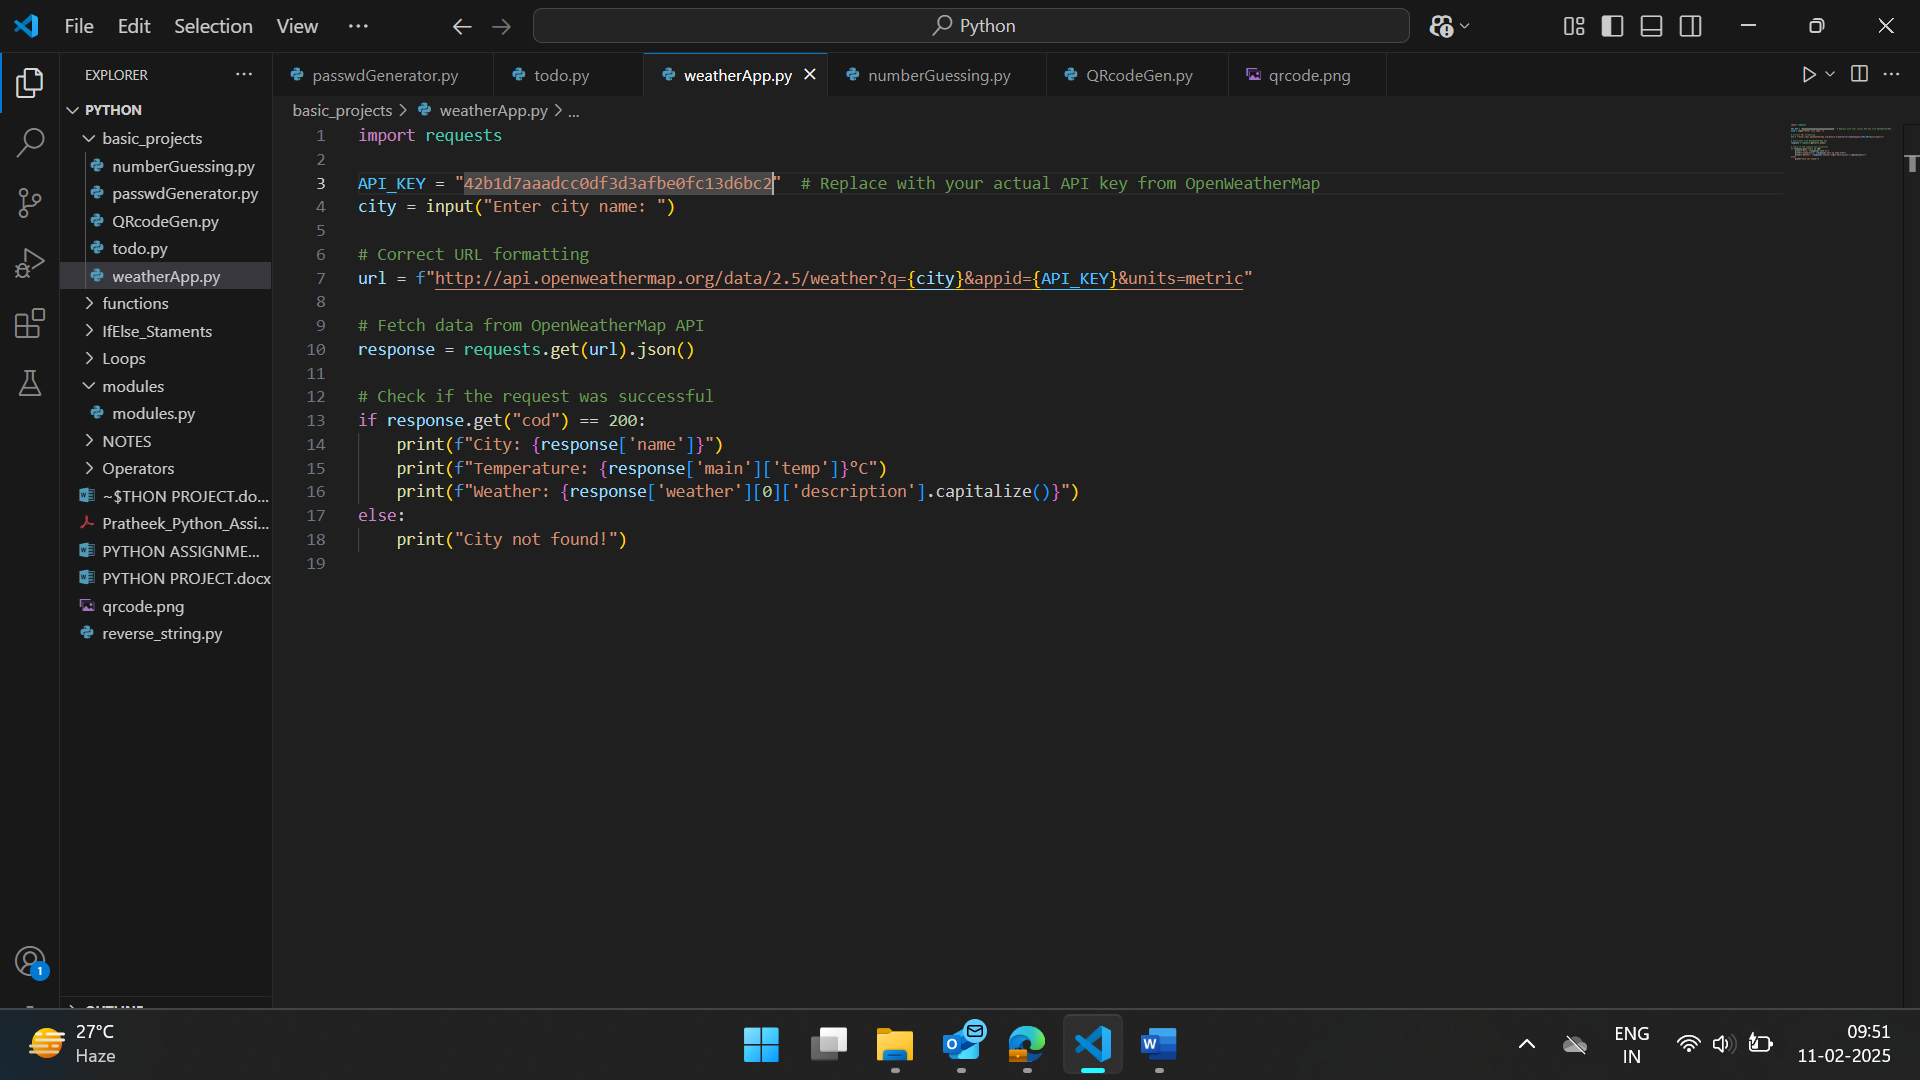 File Edit Selection View ...
Python
EXPLORER ...
PYTHON
basic_projects
numberGuessing.py
passwdGenerator.py
QRcodeGen.py
todo.py
weatherApp.py
functions
IfElse_Staments
Loops
modules
modules.py
NOTES
Operators
~$THON PROJECT.do...
Pratheek_Python_Assi...
PYTHON ASSIGNME...
PYTHON PROJECT.docx
qrcode.png
reverse_string.py
OUTLINE
1
passwdGenerator.py todo.py weatherApp.py numberGuessing.py QRcodeGen.py qrcode.png
basic_projects > weatherApp.py > ...
1 import requests
2
3 API_KEY = "42b1d7aaadcc0df3d3afbe0fc13d6bc2"  # Replace with your actual API key from OpenWeatherMap
4 city = input("Enter city name: ")
5
6 # Correct URL formatting
7 url = f"http://api.openweathermap.org/data/2.5/weather?q={city}&appid={API_KEY}&units=metric"
8
9 # Fetch data from OpenWeatherMap API
10 response = requests.get(url).json()
11
12 # Check if the request was successful
13 if response.get("cod") == 200:
14     print(f"City: {response['name']}")
15     print(f"Temperature: {response['main']['temp']}°C")
16     print(f"Weather: {response['weather'][0]['description'].capitalize()}")
17 else:
18     print("City not found!")
19
27°C
Haze
ENG
IN
09:51
11-02-2025